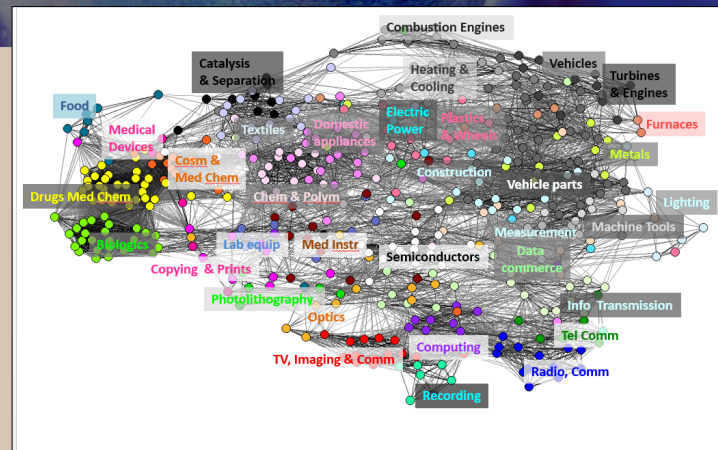 Combustion Engines
Catalysis
& Separation
Heating &
Cooling
Vehicles
Turbines
& Engines
Food
Medical
Devices
Textiles
Domestic
appliances
Electric
Power
Plastics
& Wheels
Furnaces
Metals
Cosm &
Med Chem
Construction
Drugs Med Chem
Chem & Polym
Vehicle parts
Lighting
Biologics
Lab equip
Med Instr
Measurement
Machine Tools
Copying & Prints
Semiconductors
Data
commerce
Photolithography
Optics
Info Transmission
TV, Imaging & Comm
Computing
Tel Comm
Radio, Comm
Recording